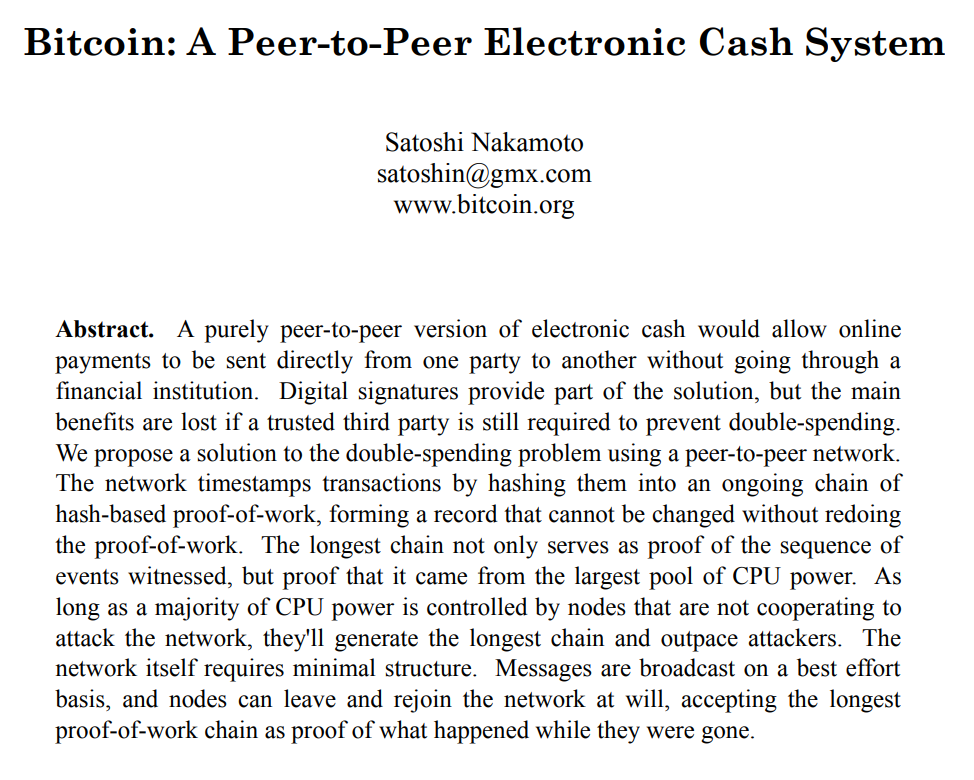 Bitcoin: A Peer-to-Peer Electronic Cash System
Satoshi Nakamoto
satoshin@gmx.com
www.bitcoin.org
Abstract. A purely peer-to-peer version of electronic cash would allow online
payments to be sent directly from one party to another without going through a
financial institution. Digital signatures provide part of the solution, but the main
benefits are lost if a trusted third party is still required to prevent double-spending.
We propose a solution to the double-spending problem using a peer-to-peer network.
The network timestamps transactions by hashing them into an ongoing chain of
hash-based proof-of-work, forming a record that cannot be changed without redoing
the proof-of-work. The longest chain not only serves as proof of the sequence of
events witnessed, but proof that it came from the largest pool of CPU power. As
long as a majority of CPU power is controlled by nodes that are not cooperating to
attack the network, they'll generate the longest chain and outpace attackers. The
network itself requires minimal structure. Messages are broadcast on a best effort
basis, and nodes can leave and rejoin the network at will, accepting the longest
proof-of-work chain as proof of what happened while they were gone.